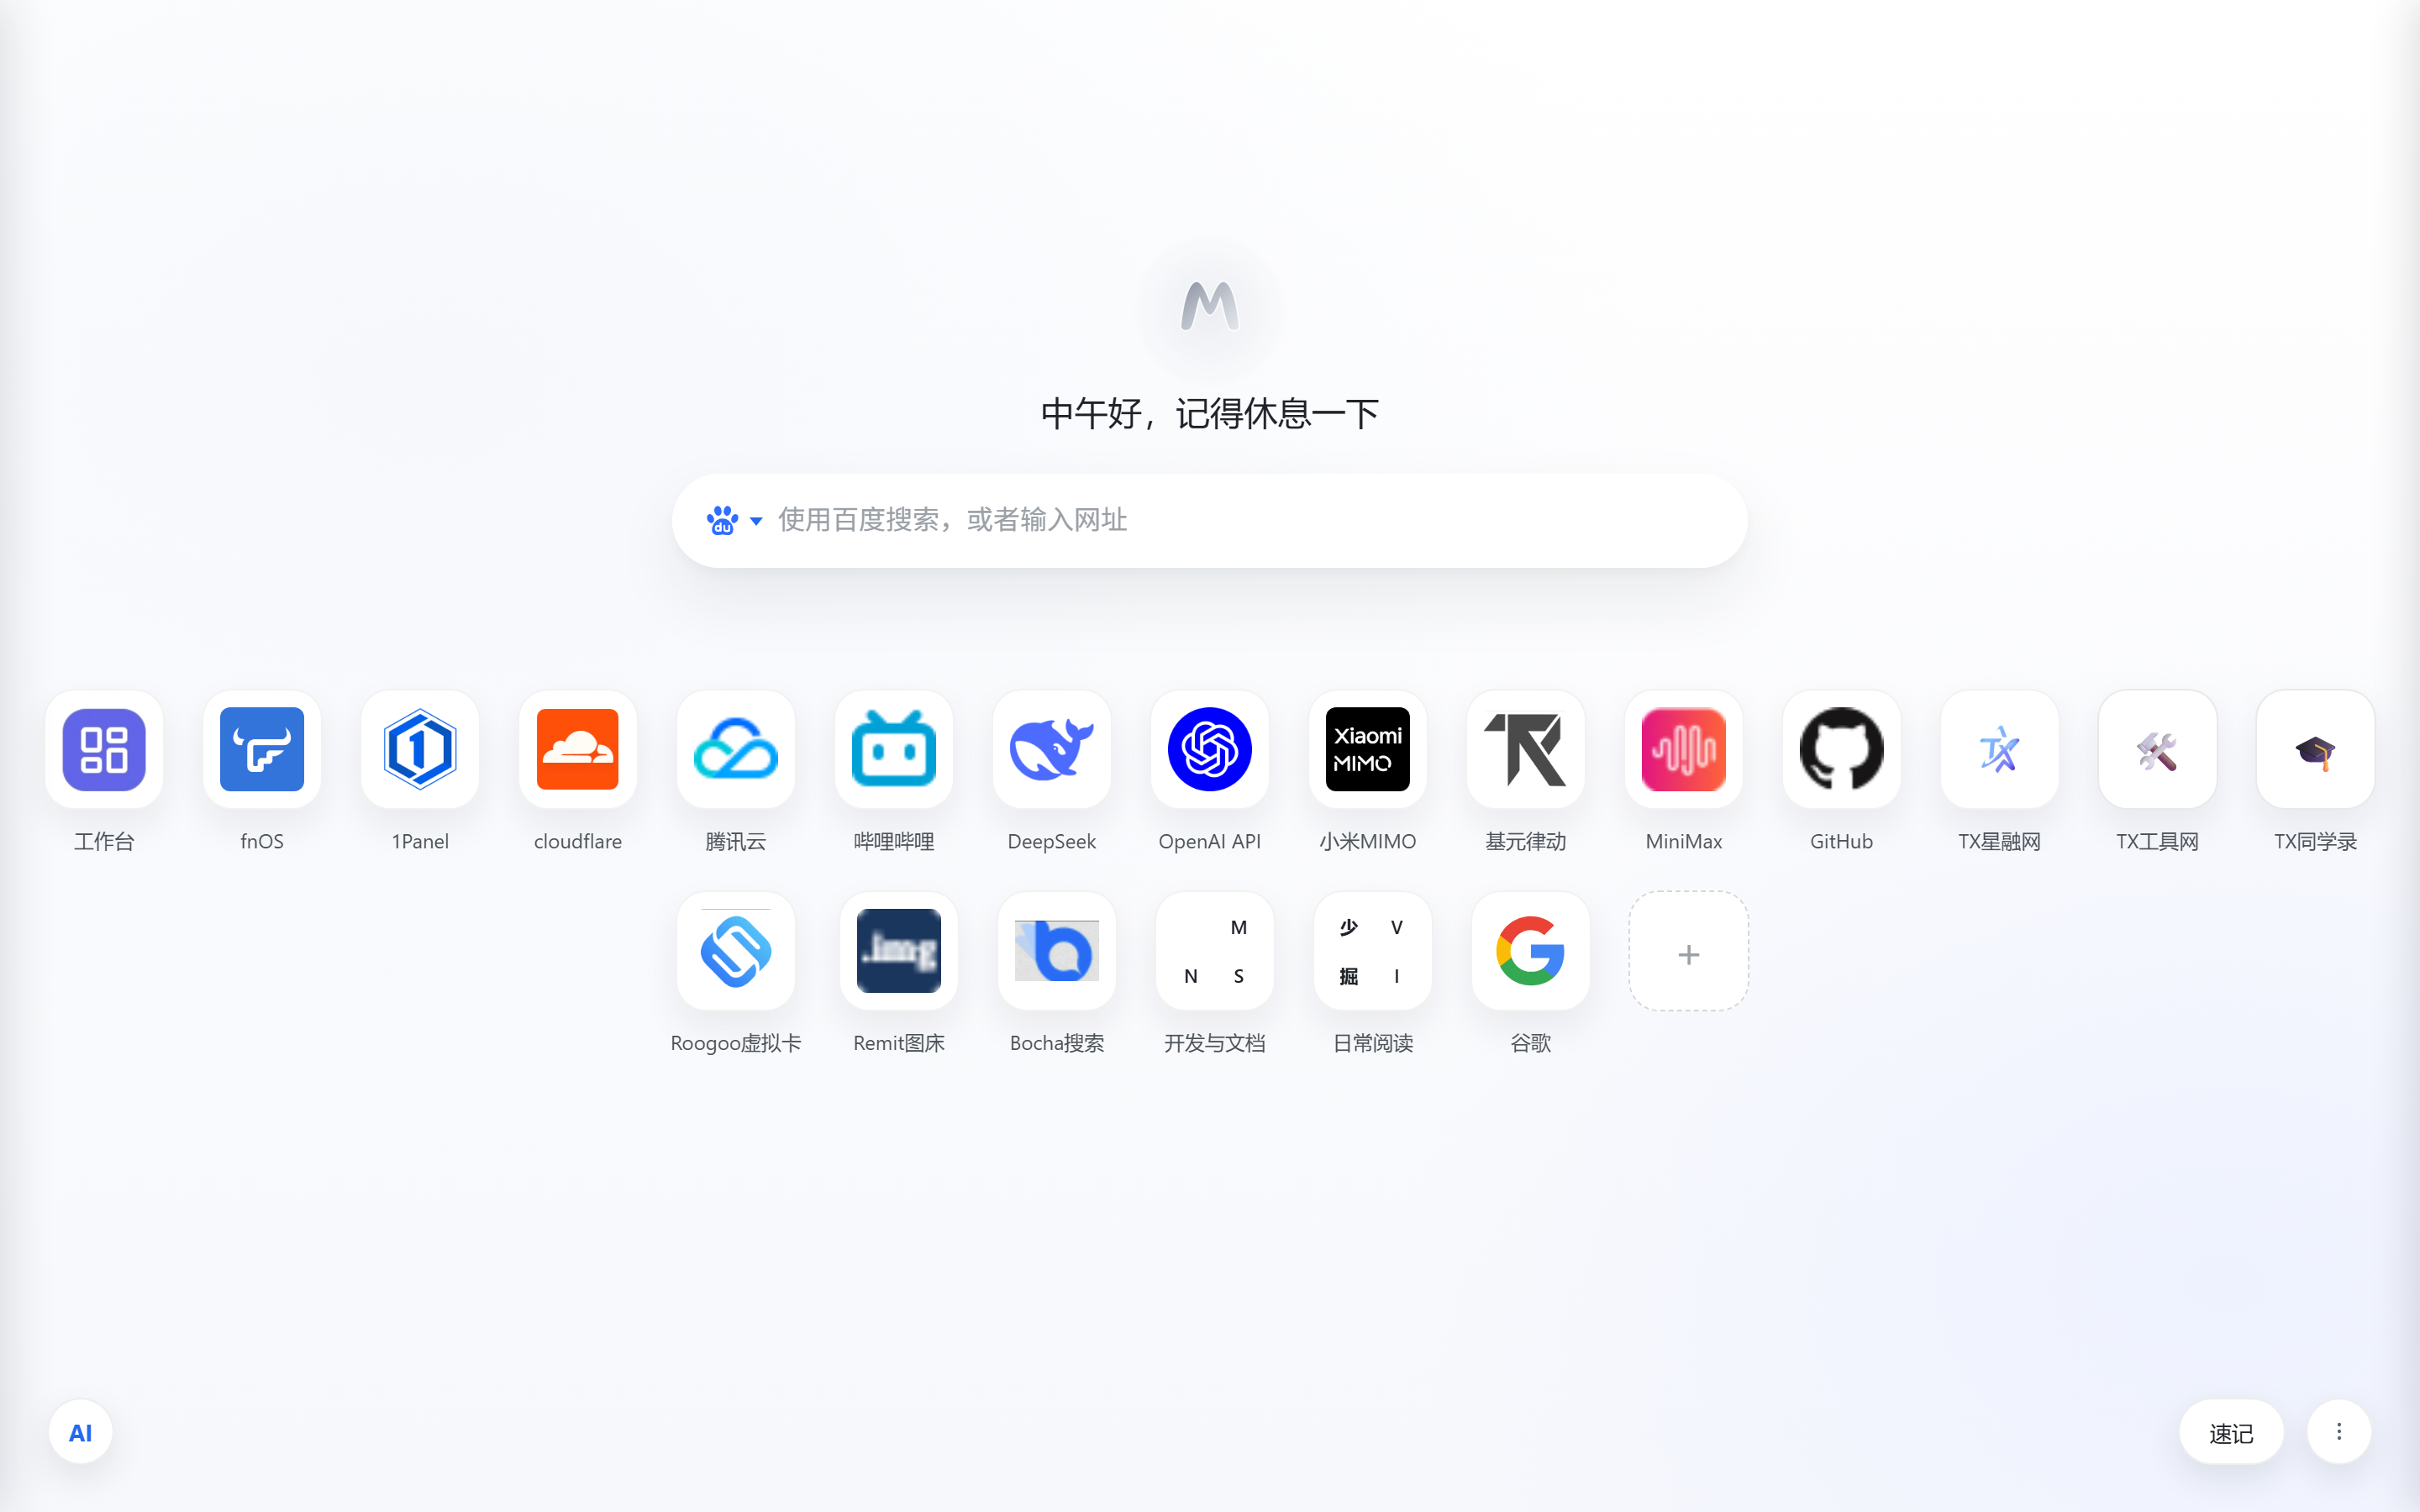 中午好，记得休息一下
du 使用百度搜索，或者输入网址
Xiaomi
MIMO
工作台 fnOS 1Panel cloudflare 腾讯云 哔哩哔哩 DeepSeek OpenAI API 小米MIMO 基元律动 MiniMax GitHub TX星融网 TX工具网 TX同学录
.img
M
N S
少 V
掘 I
+
Roogoo虚拟卡 Remit图床 Bocha搜索 开发与文档 日常阅读 谷歌
AI 速记